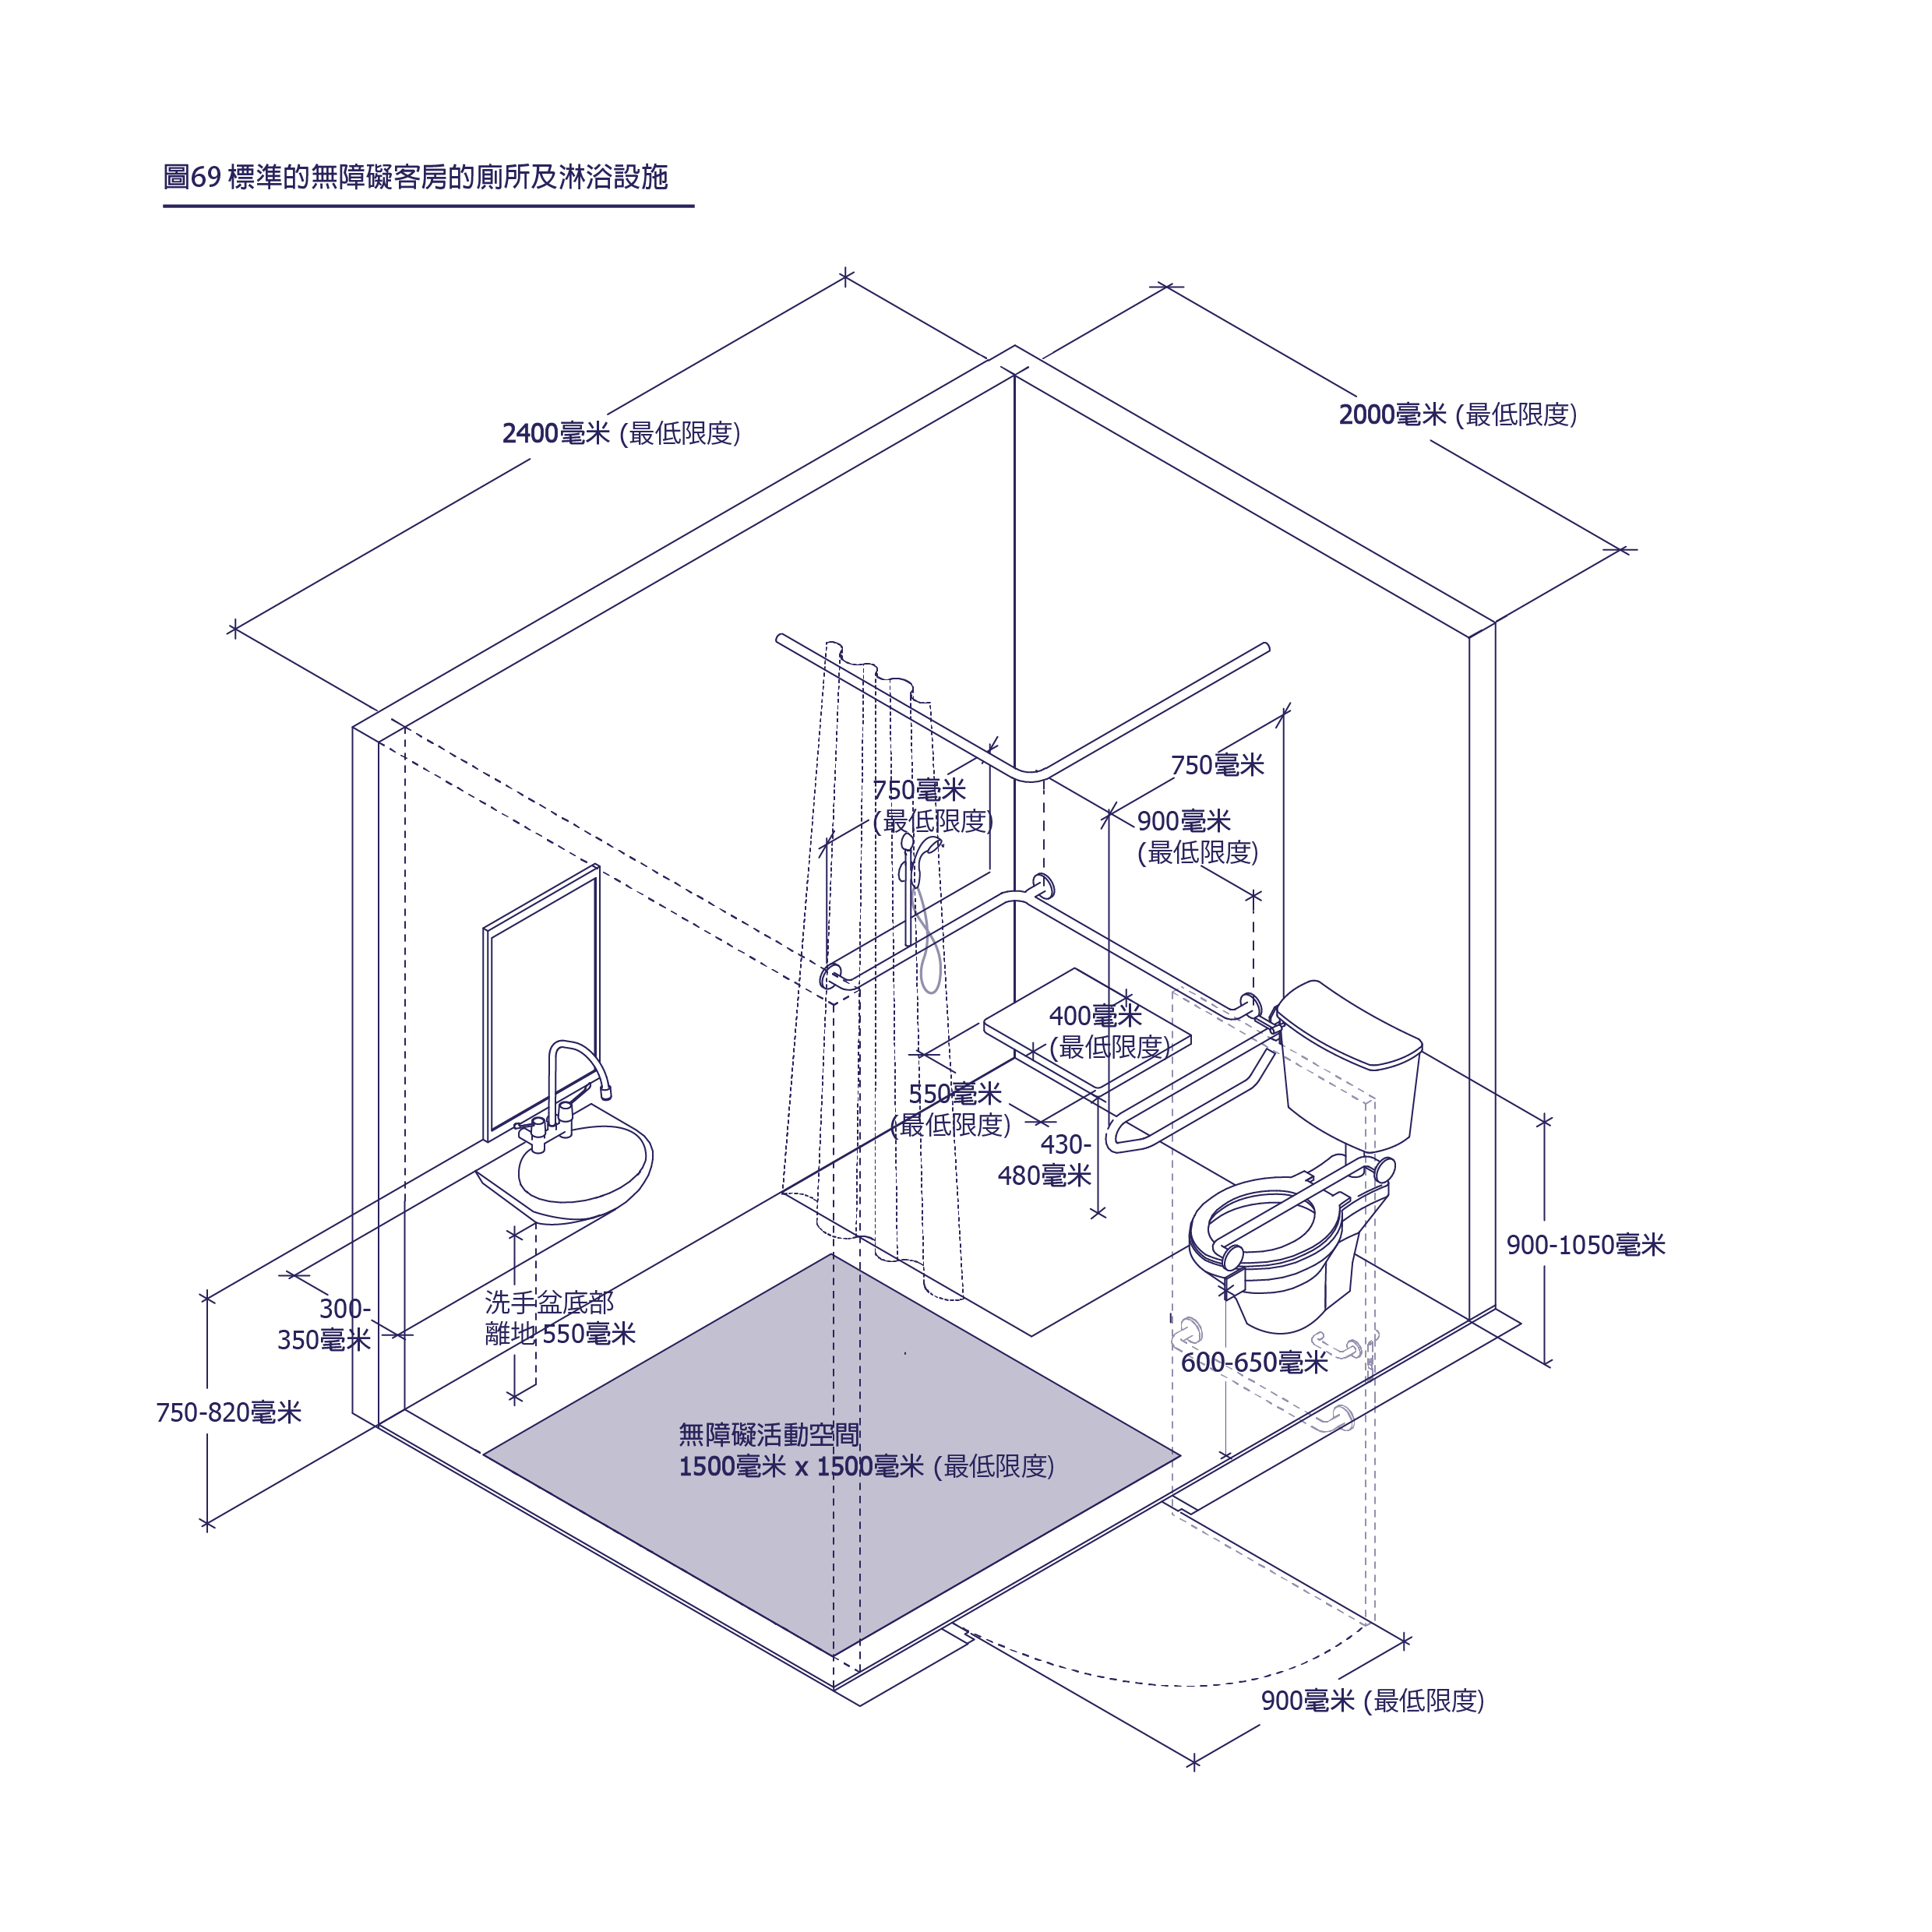 圖69 標準的無障礙客房的廁所及淋浴設施
2000毫米 (最低限度)
2400毫米 (最低限度)
750毫米
750毫米
(最低限度)
900毫米
(最低限度)
400毫米
(最低限度)
550毫米
(最低限度)
430-
480毫米
900-1050毫米
300-
350毫米
洗手盆底部
離地 550毫米
600-650毫米
750-820毫米
無障礙活動空間
1500毫米 x 1500毫米 (最低限度)
900毫米 (最低限度)